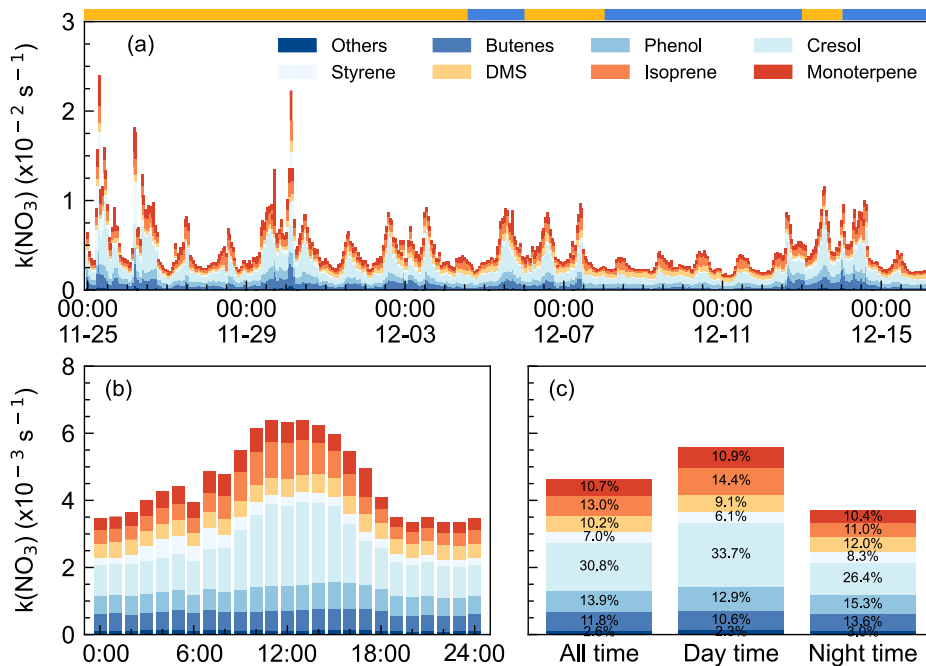 (a)
Others Butenes Phenol Cresol
Styrene DMS Isoprene Monoterpene
k(NO₃) (x10⁻² s⁻¹)
3
2
1
0
00:00 00:00 00:00 00:00 00:00 00:00
11-25 11-29 12-03 12-07 12-11 12-15
(b)
k(NO₃) (x10⁻³ s⁻¹)
8
6
4
2
0
0:00 6:00 12:00 18:00 24:00
(c)
10.7% 10.9% 10.4%
13.0% 14.4% 11.0%
10.2% 9.1% 12.0%
7.0% 6.1% 8.3%
30.8% 33.7% 26.4%
13.9% 12.9% 15.3%
11.8% 10.6% 13.6%
2.6% 2.3% 3.0%
All time Day time Night time